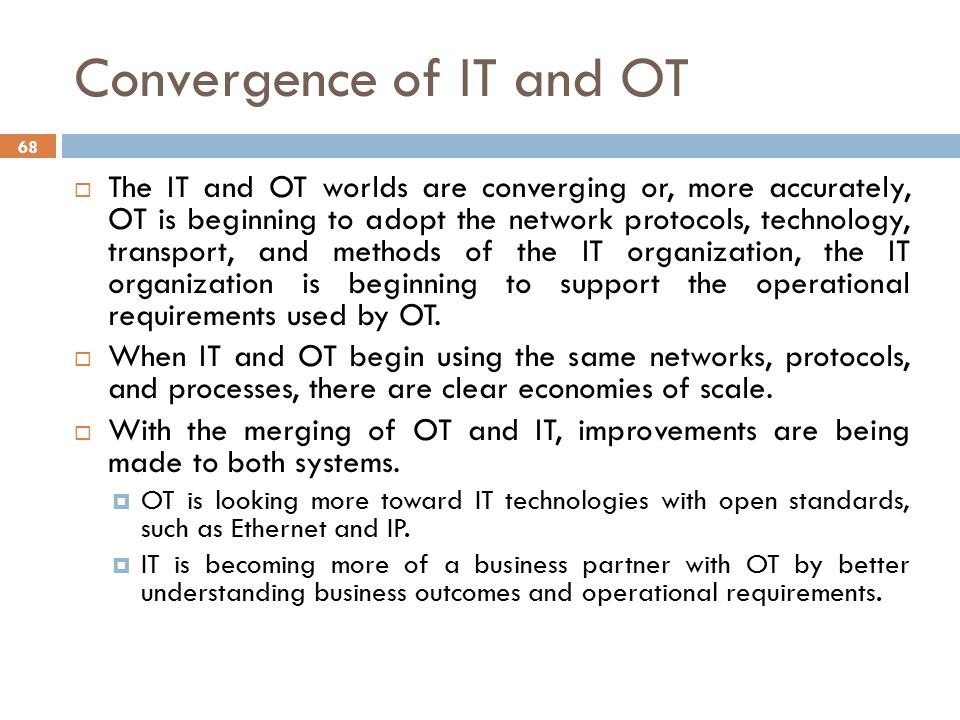 Convergence of IT and OT
68
The IT and OT worlds are converging or, more accurately,
OT is beginning to adopt the network protocols, technology,
transport, and methods of the IT organization, the IT
organization is beginning to support the operational
requirements used by OT.
When IT and OT begin using the same networks, protocols,
and processes, there are clear economies of scale.
With the merging of OT and IT, improvements are being
made to both systems.
OT is looking more toward IT technologies with open standards,
such as Ethernet and IP.
IT is becoming more of a business partner with OT by better
understanding business outcomes and operational requirements.